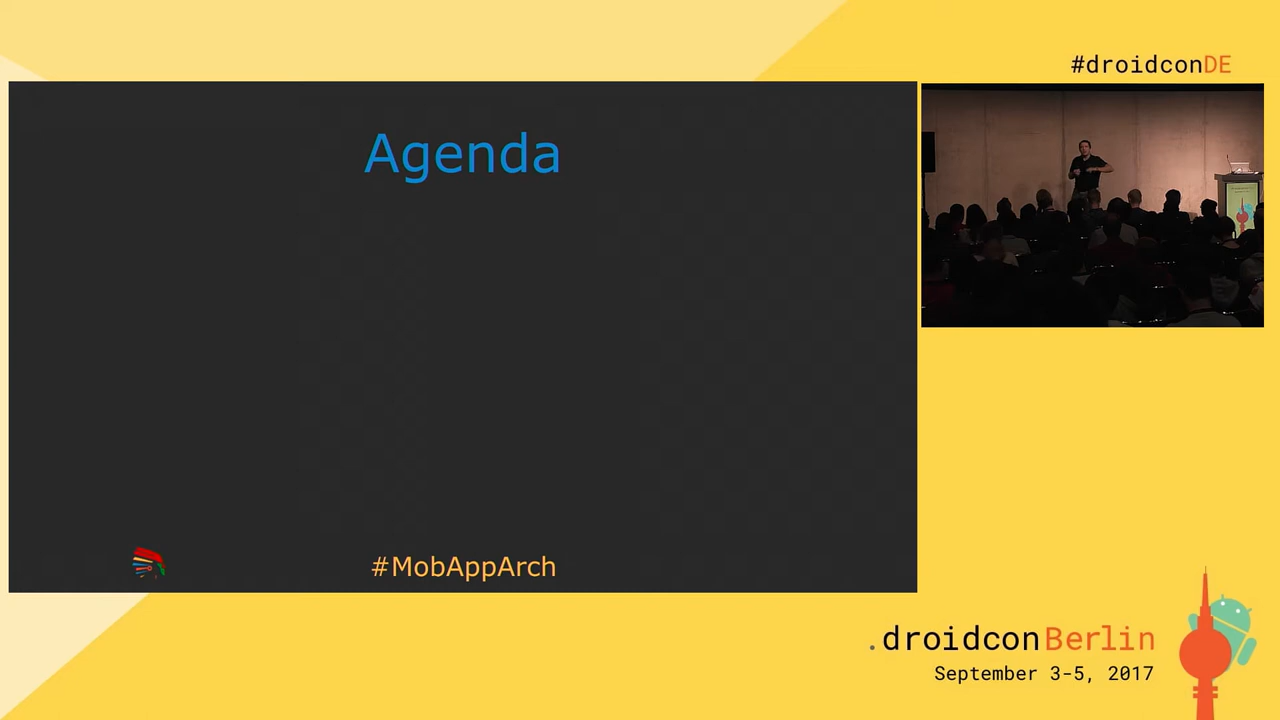 #droidconDE
Agenda
#MobAppArch
.droidconBerlin
September 3-5, 2017